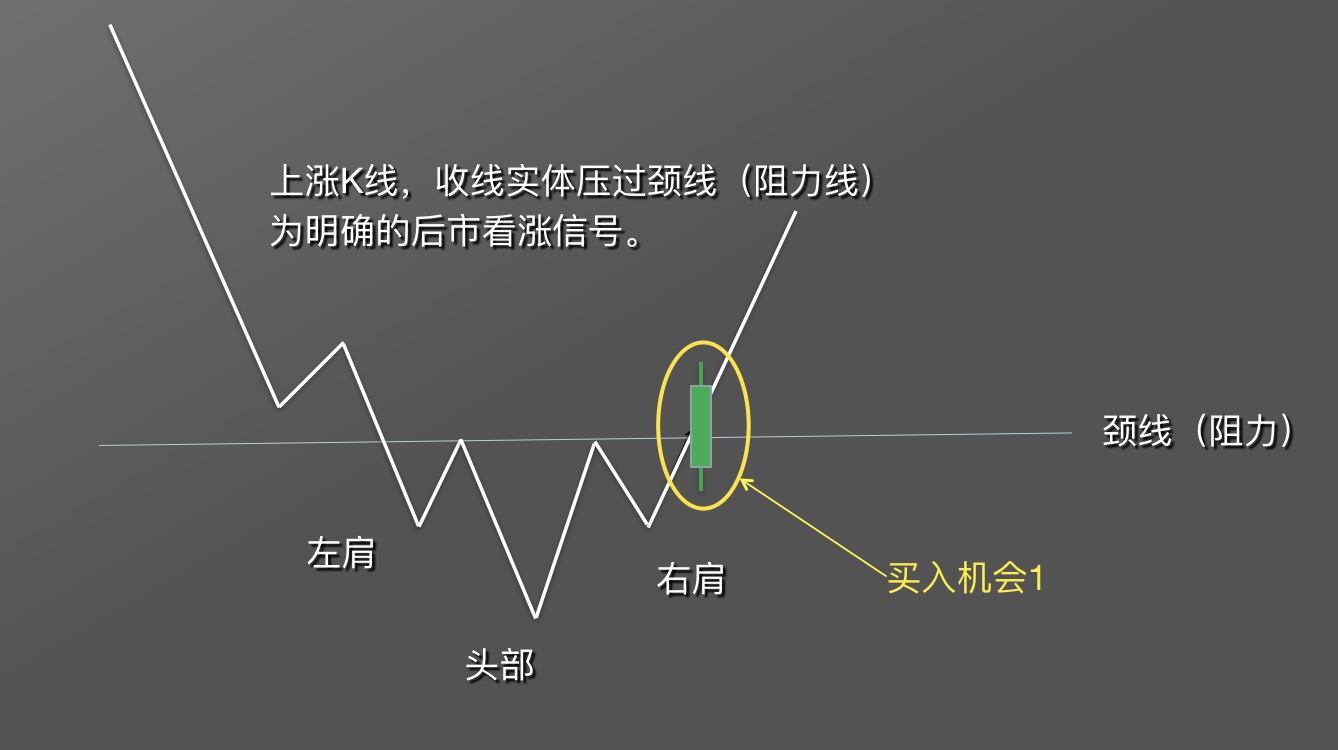 上涨K线，收线实体压过颈线（阻力线）
为明确的后市看涨信号。
颈线（阻力）
左肩
右肩
买入机会1
头部